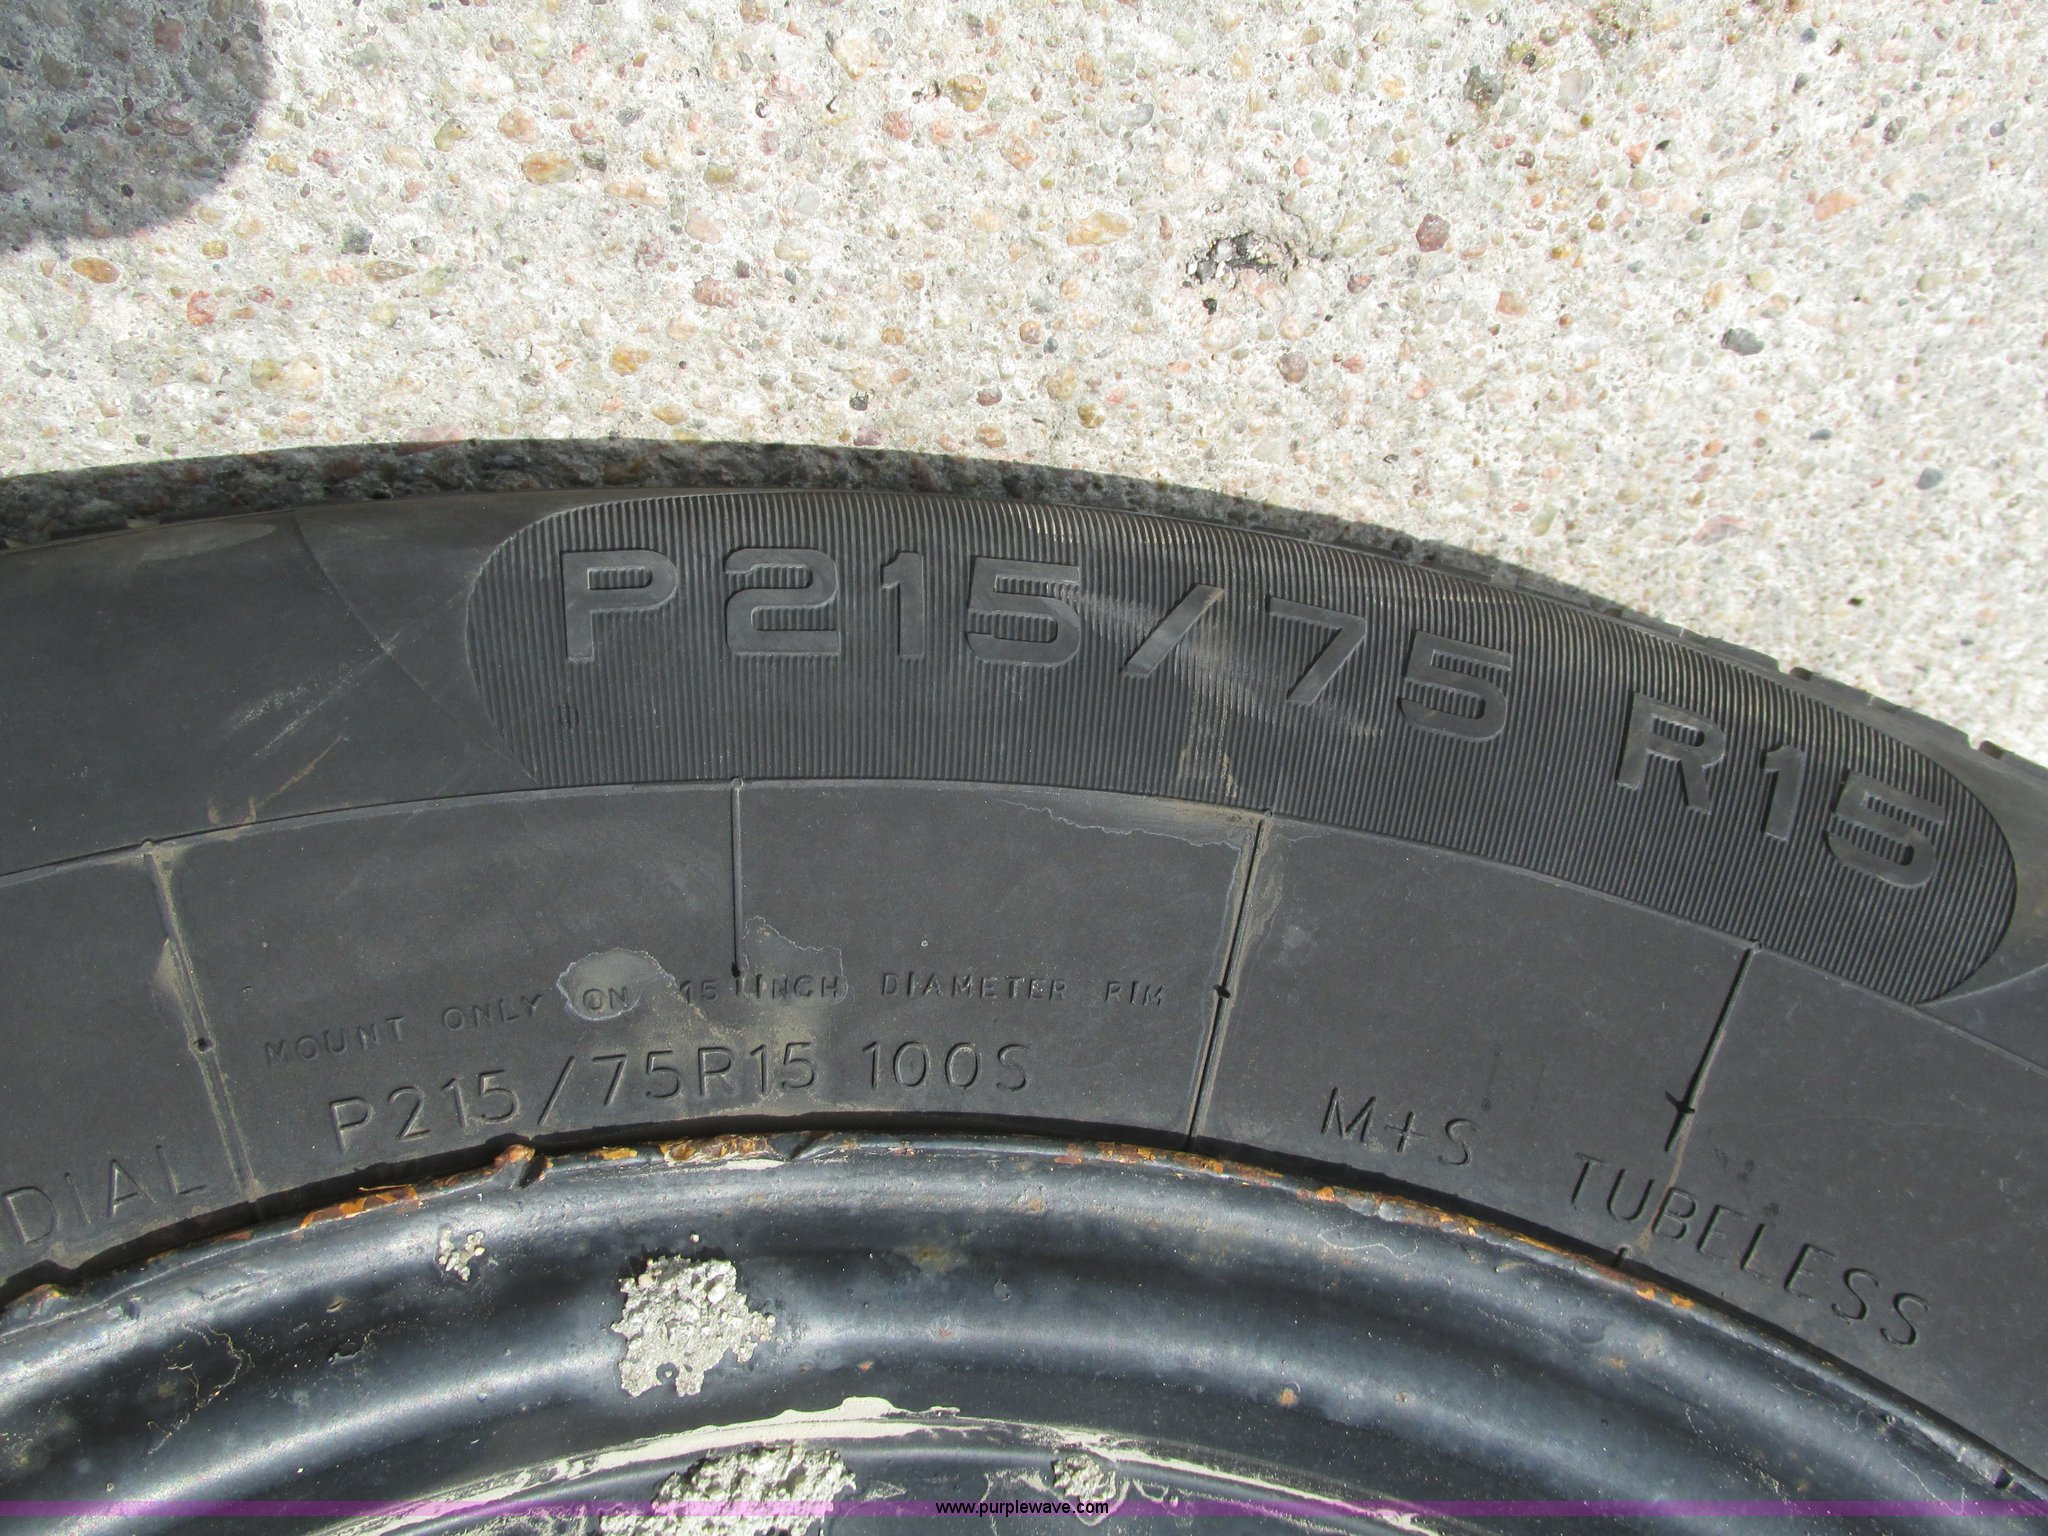 P215/75 R15
MOUNT ONLY ON 15 INCH DIAMETER RIM
P215/75R15 100S
M+S
TUBELESS
DIAL
www.purplewave.com